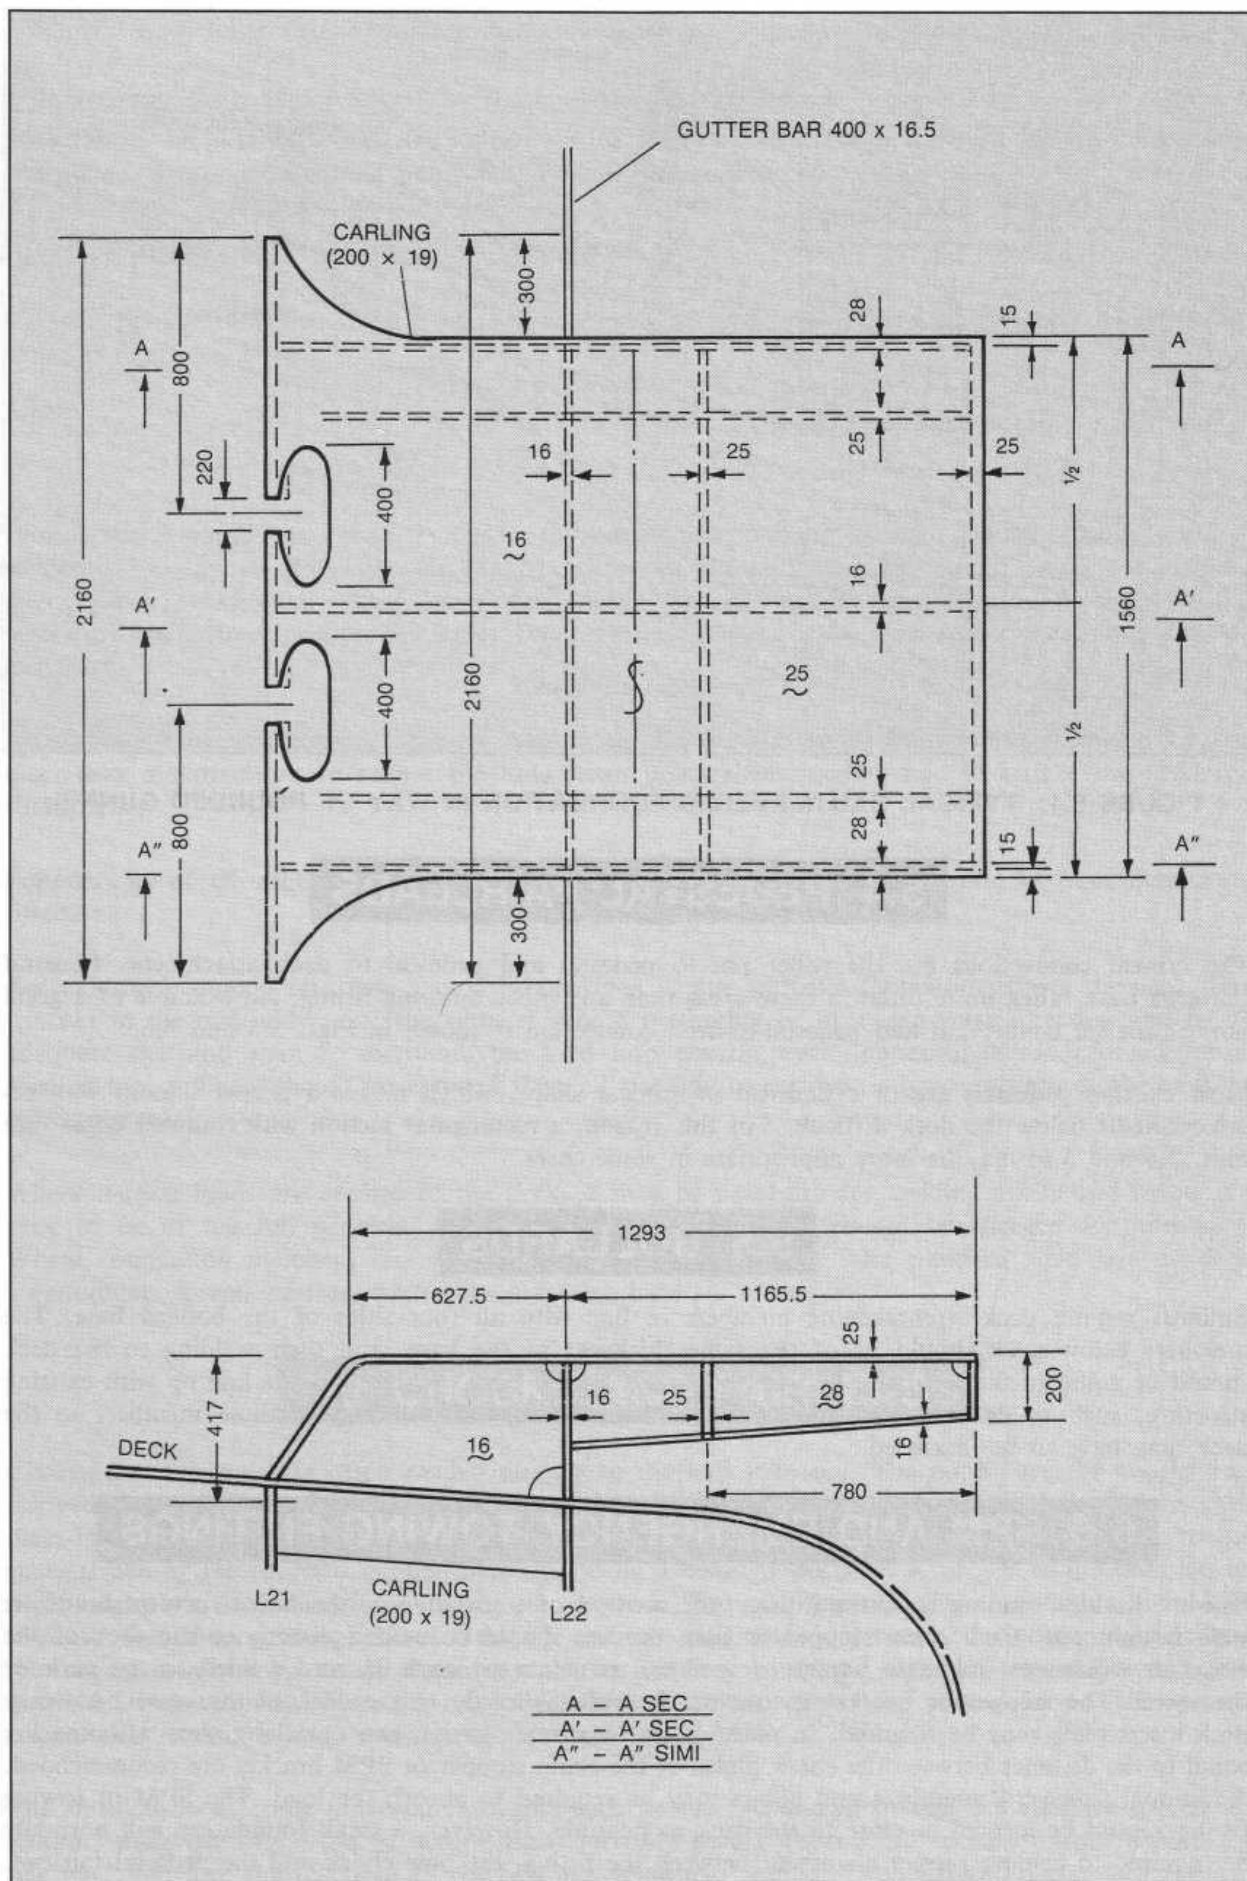 GUTTER BAR 400 x 16.5
CARLING
(200 × 19)
300
28
15
A
A
800
2160
220
16
25
25
25
½
400
16
16
2160
A′
A′
1560
400
2160
25
½
25
28
15
A″
A″
800
300
1293
627.5
1165.5
25
16
25
28
200
417
16
16
DECK
780
L21
CARLING
(200 × 19)
L22
A – A SEC
A′ – A′ SEC
A″ – A″ SIMI